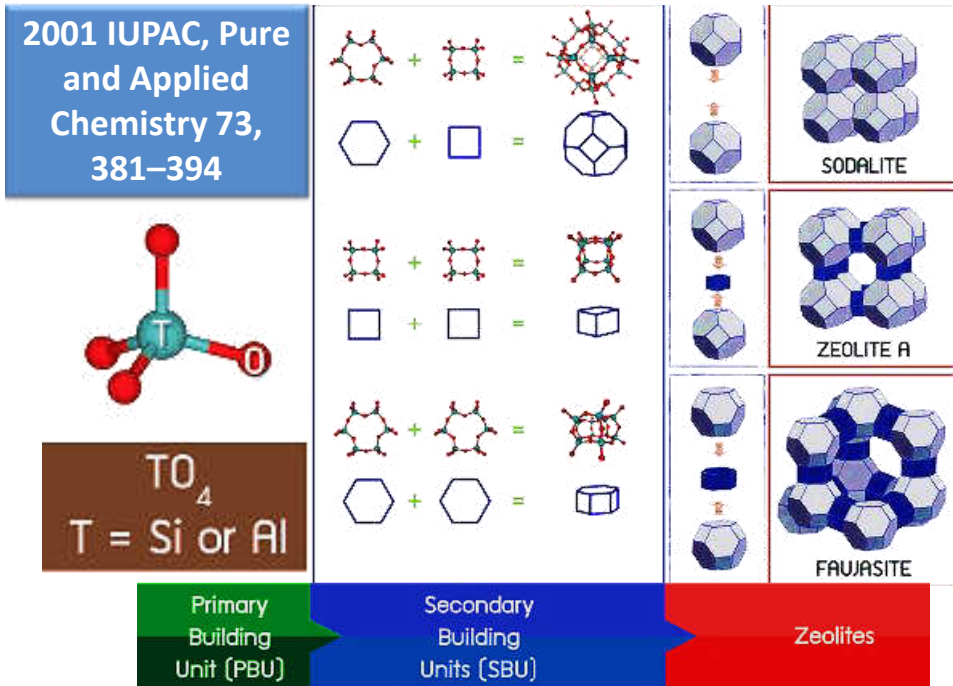 2001 IUPAC, Pure
and Applied
Chemistry 73,
381–394
T
O
TO4
T = Si or Al
+ =
+ =
+ =
+ =
+ =
+ =
SODALITE
ZEOLITE A
FAUJASITE
Primary
Building
Unit (PBU)
Secondary
Building
Units (SBU)
Zeolites